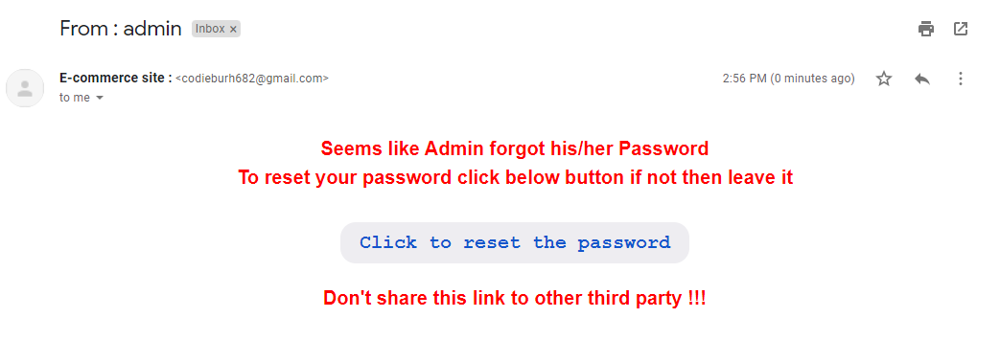 From : admin Inbox ×
E-commerce site : <codieburh682@gmail.com> 2:56 PM (0 minutes ago)
to me
Seems like Admin forgot his/her Password
To reset your password click below button if not then leave it
Click to reset the password
Don't share this link to other third party !!!